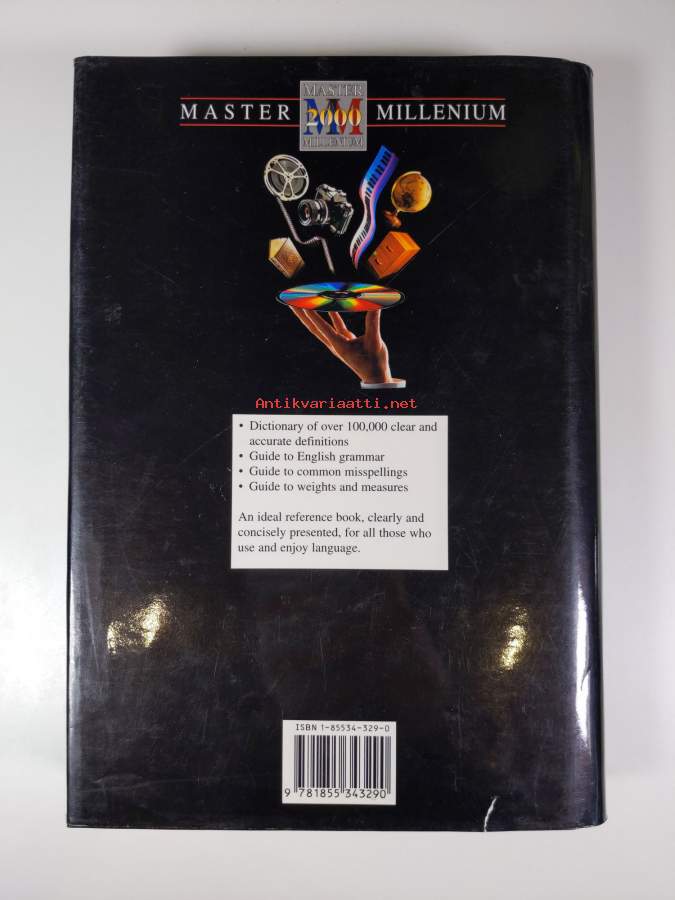 MASTER
MASTER 2000 MILLENIUM
MM
MILLENIUM
Antikvariaatti.net
• Dictionary of over 100,000 clear and
accurate definitions
• Guide to English grammar
• Guide to common misspellings
• Guide to weights and measures
An ideal reference book, clearly and
concisely presented, for all those who
use and enjoy language.
ISBN 1-85534-329-0
9 781855 343290